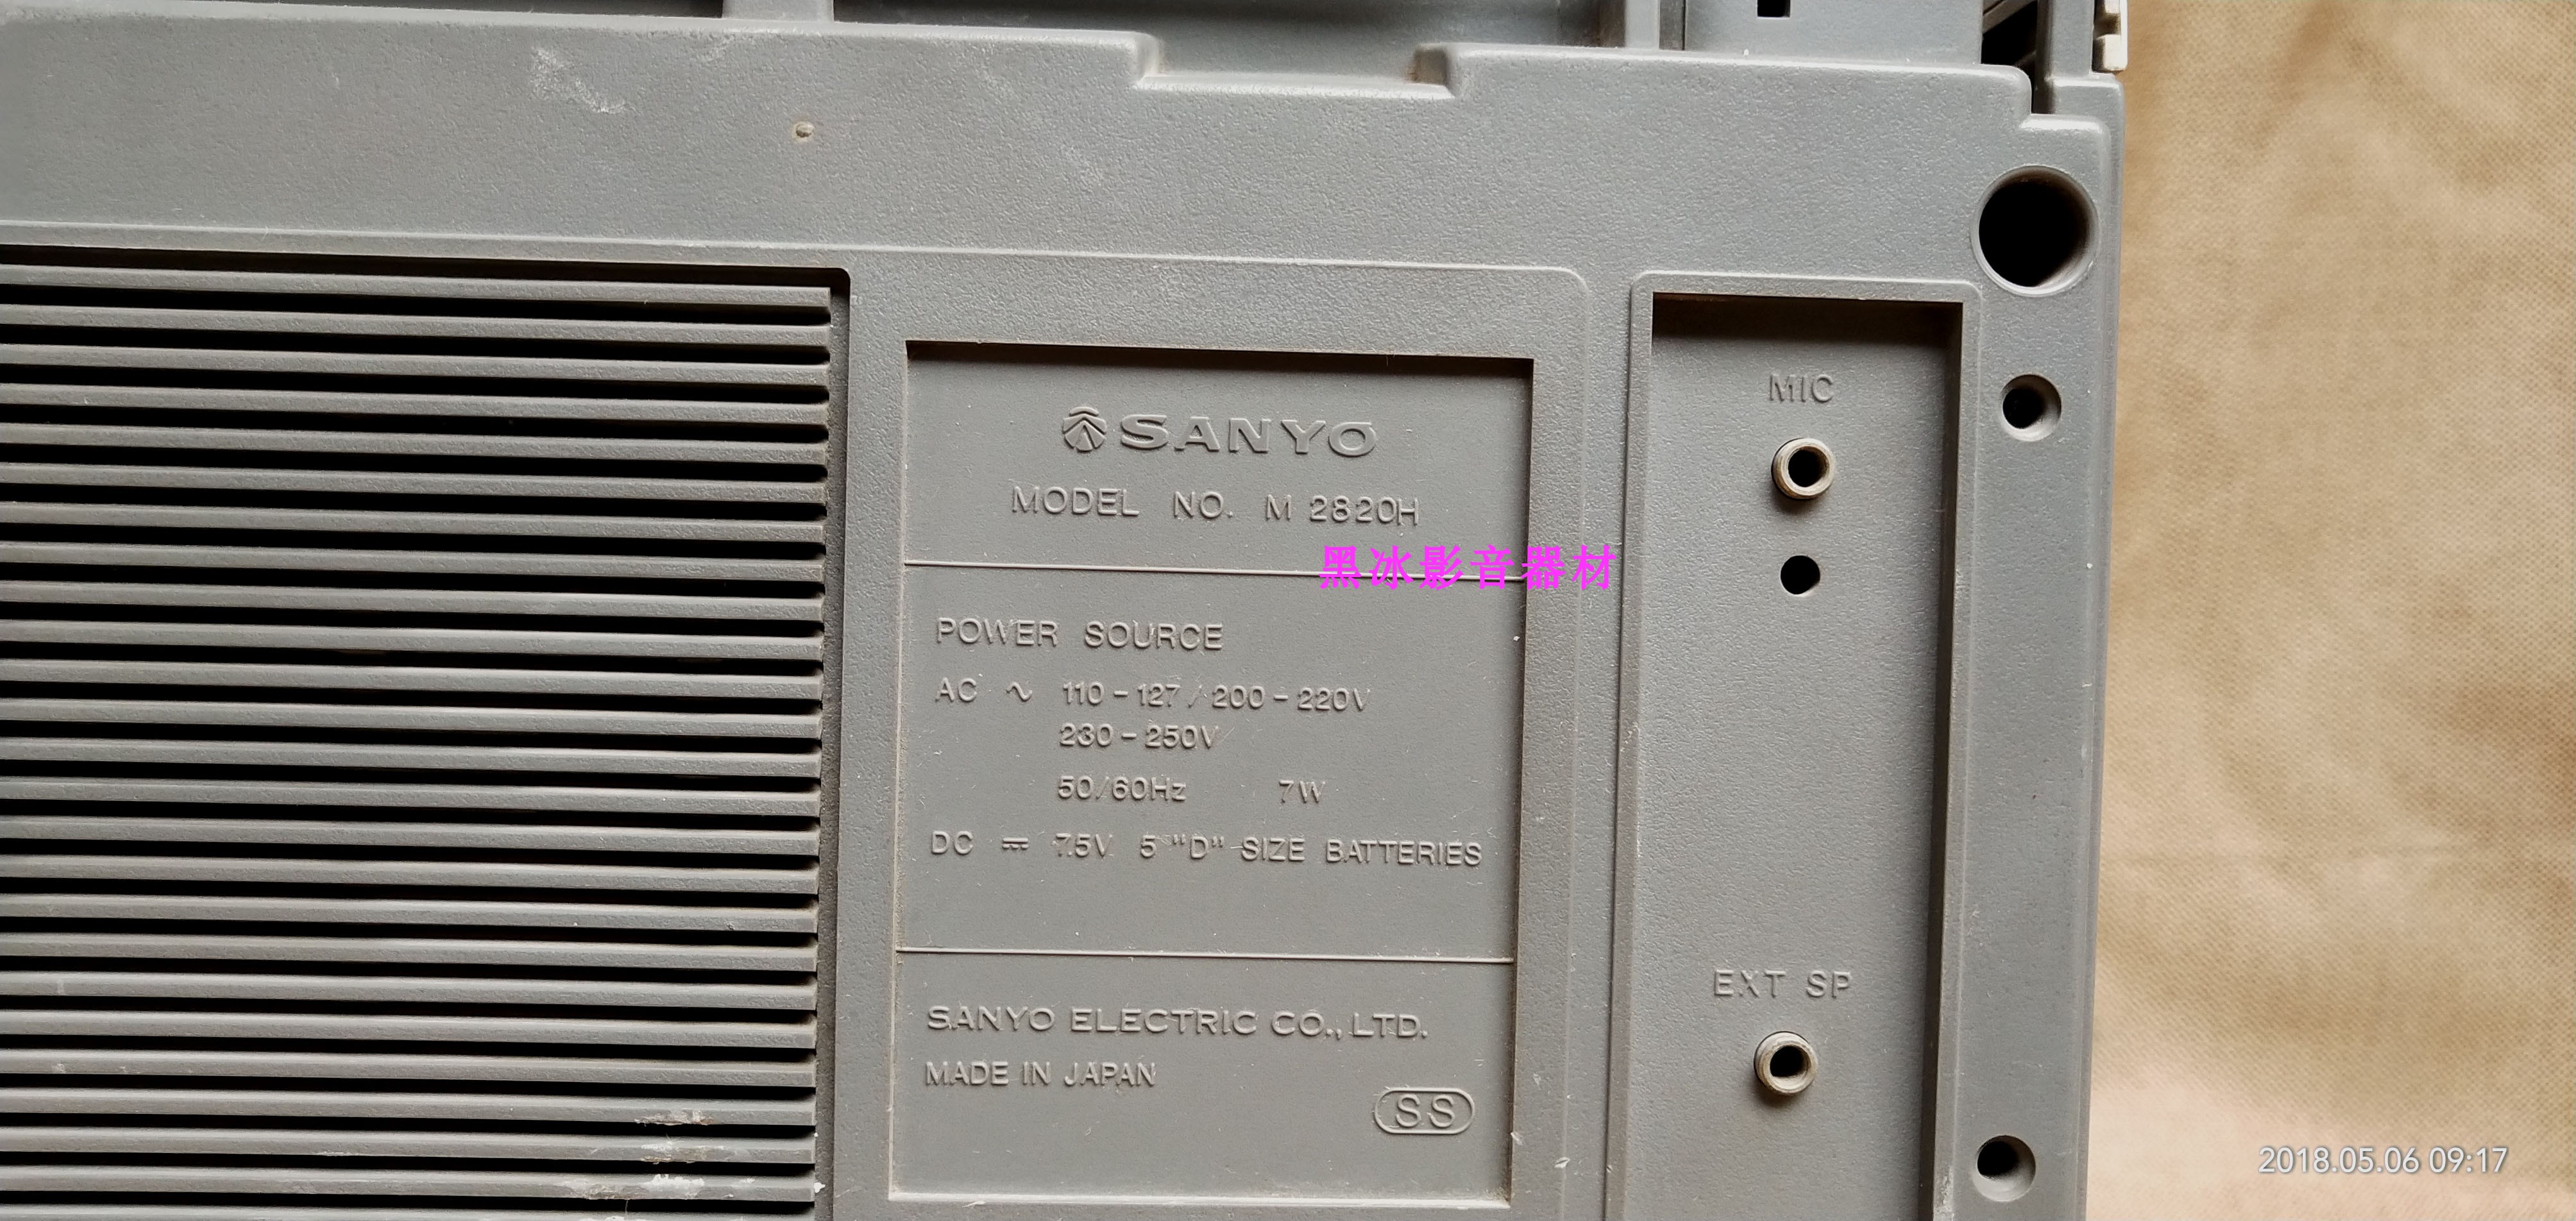 SANYO
MODEL NO. M 2820H
黑冰影音器材
POWER SOURCE
AC ∿ 110-127/200-220V
230-250V
50/60Hz 7W
DC ⎓ 7.5V 5 "D"-SIZE BATTERIES
SANYO ELECTRIC CO., LTD.
MADE IN JAPAN
SS
MIC
EXT SP
2018.05.06 09:17